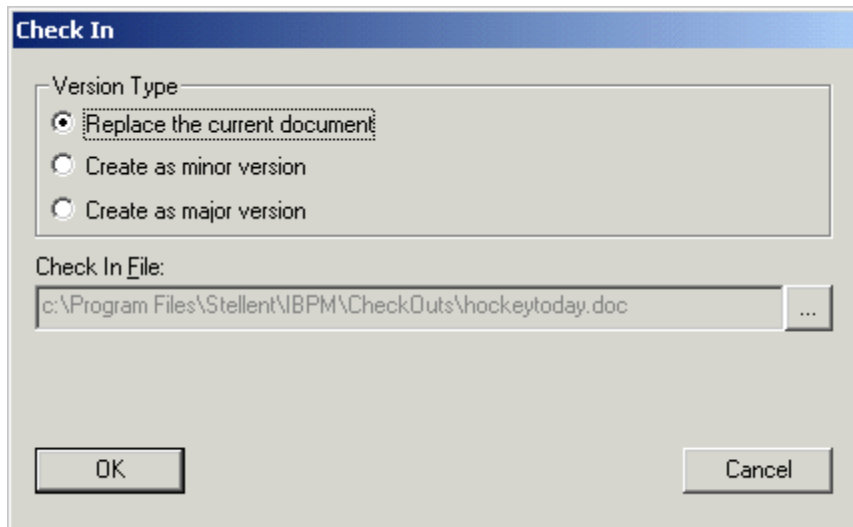 Check In
Version Type
Replace the current document
Create as minor version
Create as major version
Check In File:
c:\Program Files\Stellent\IBPM\CheckOuts\hockeytoday.doc
...
OK
Cancel